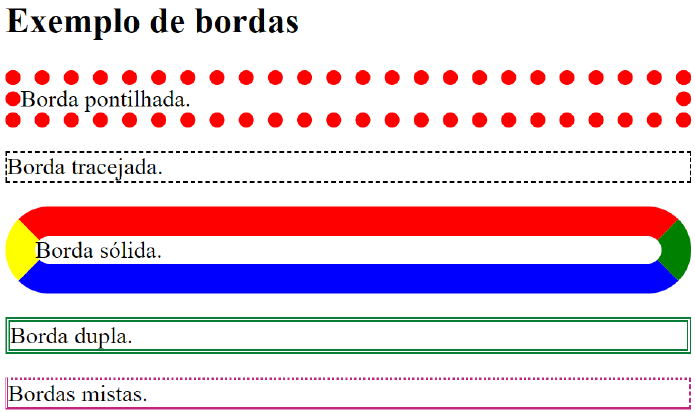 Exemplo de bordas
Borda pontilhada.
Borda tracejada.
Borda sólida.
Borda dupla.
Bordas mistas.